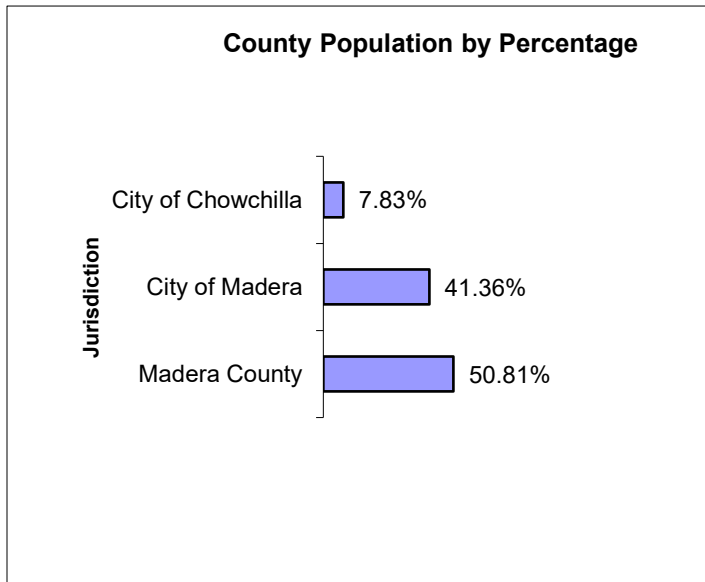 County Population by Percentage
City of Chowchilla 7.83%
City of Madera 41.36%
Madera County 50.81%
Jurisdiction